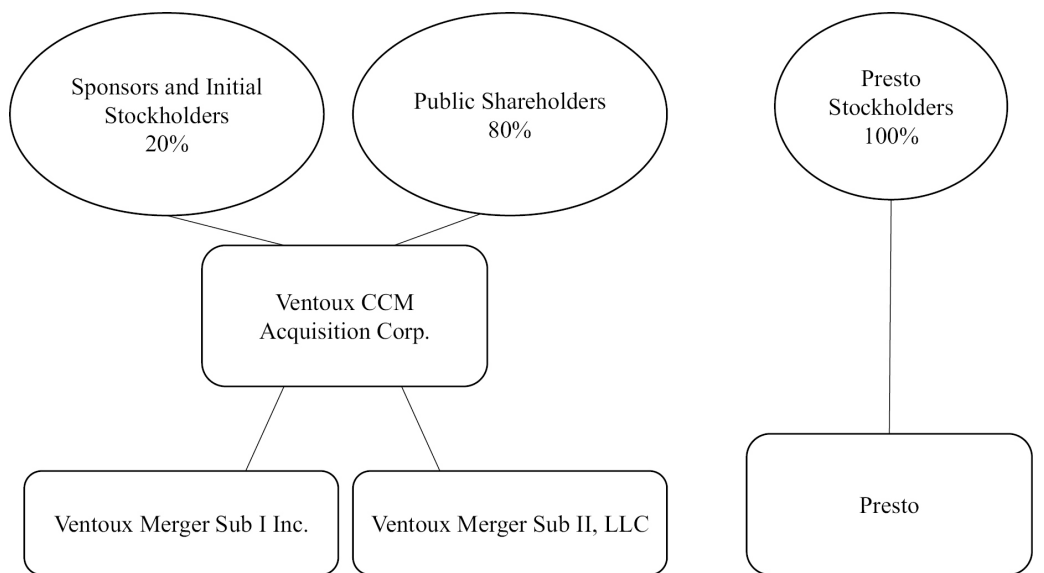 Sponsors and Initial
Stockholders
20%
Public Shareholders
80%
Presto
Stockholders
100%
Ventoux CCM
Acquisition Corp.
Ventoux Merger Sub I Inc.
Ventoux Merger Sub II, LLC
Presto